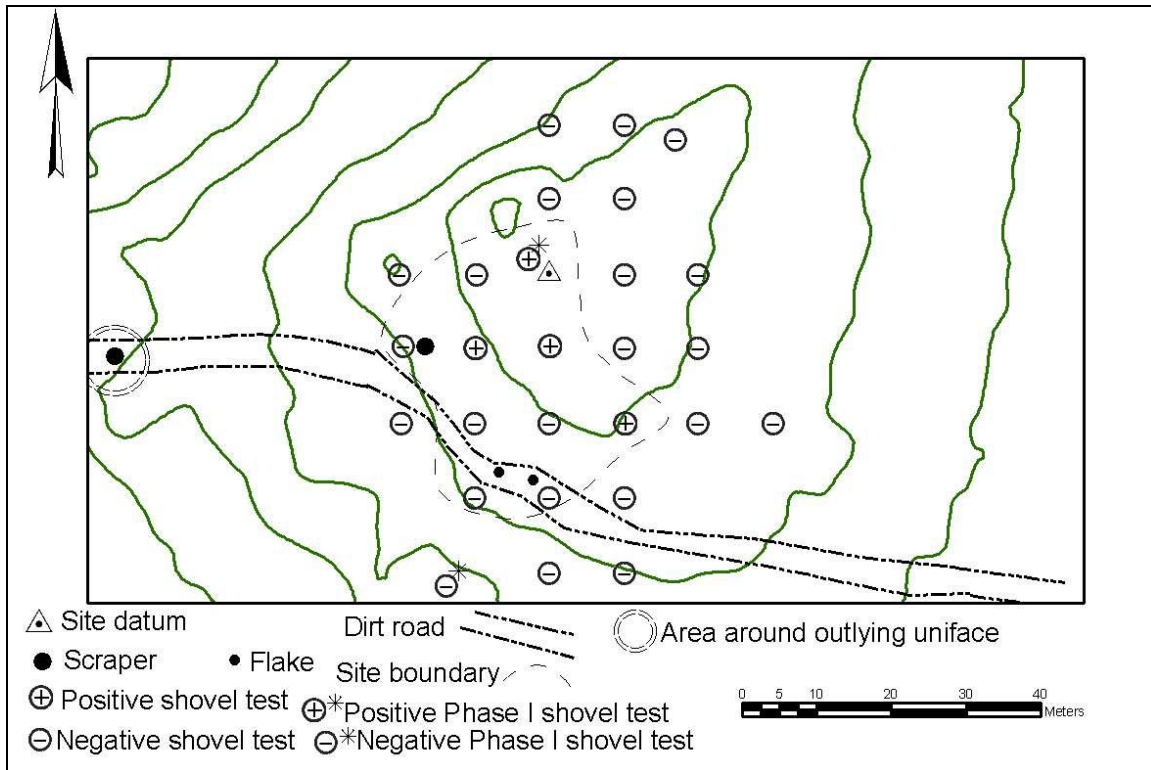 Site datum
Dirt road
Area around outlying uniface
Scraper
Flake
Site boundary
Positive shovel test
*Positive Phase I shovel test
Negative shovel test
*Negative Phase I shovel test
0 5 10 20 30 40
Meters